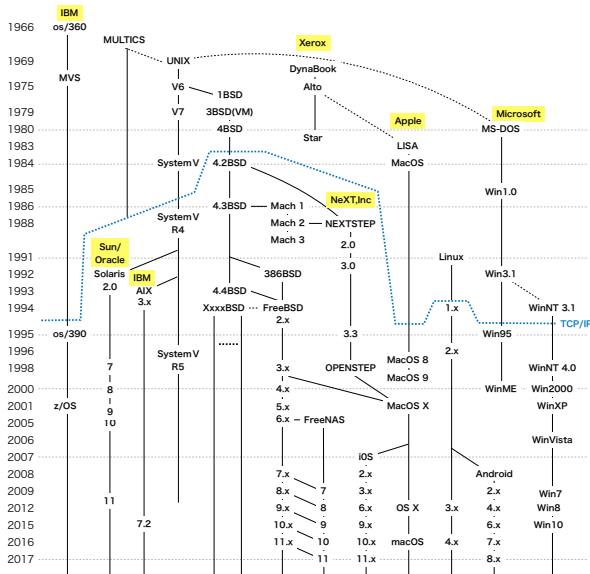 IBM
1966 os/360
MULTICS
Xerox
1969 UNIX
DynaBook
MVS
1975 V6 Alto
1BSD
1979 V7 3BSD(VM)
Apple Microsoft
1980 4BSD MS-DOS
Star
1983 LISA
1984 SystemV 4.2BSD MacOS
1985 Win1.0
NeXT,Inc
1986 4.3BSD Mach 1
SystemV
1988 R4 Mach 2 NEXTSTEP
Mach 3 2.0
Sun/
Oracle
1991 3.0 Linux
1992 Solaris IBM 386BSD Win3.1
1993 2.0 AIX 4.4BSD
1994 3.x XxxxBSD FreeBSD 1.x WinNT 3.1
2.x TCP/IP
1995 os/390 3.3 Win95
1996 SystemV 2.x
MacOS 8
1998 7 R5 3.x OPENSTEP WinNT 4.0
MacOS 9
2000 8 4.x WinME Win2000
2001 z/OS 9 5.x MacOS X WinXP
2005 10 6.x FreeNAS
2006 WinVista
2007 iOS
2008 7.x 2.x Android
2009 8.x 7 3.x 2.x Win7
2012 11 9.x 8 6.x OS X 3.x 4.x Win8
2015 7.2 10.x 9 9.x 6.x Win10
2016 11.x 10 10.x macOS 4.x 7.x
2017 11 11.x 8.x